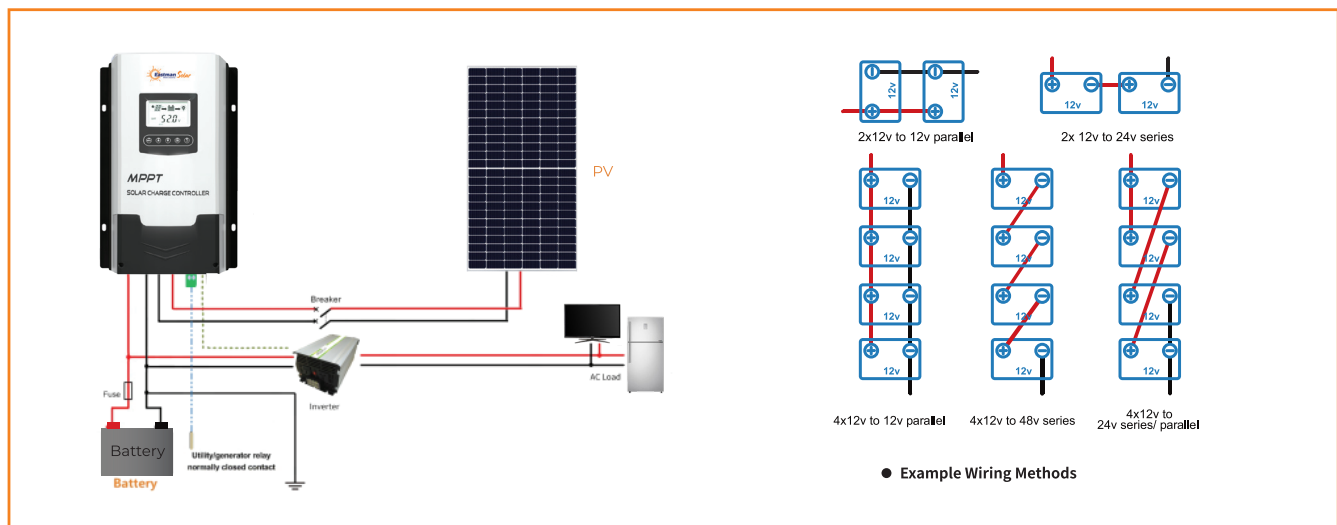 Eastman Solar
520
MPPT
SOLAR CHARGE CONTROLLER
PV
Breaker
Fuse
Inverter
AC Load
Battery
Battery
Utility/generator relay
normally closed contact
12v
12v
2x12v to 12v parallel
12v
12v
2x 12v to 24v series
12v
12v
12v
12v
4x12v to 12v parallel
12v
12v
12v
12v
4x12v to 48v series
12v
12v
12v
12v
4x12v to
24v series/ parallel
● Example Wiring Methods